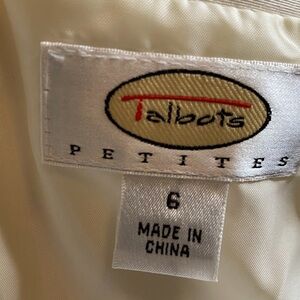 Talbots
PETITES
6
MADE IN
CHINA